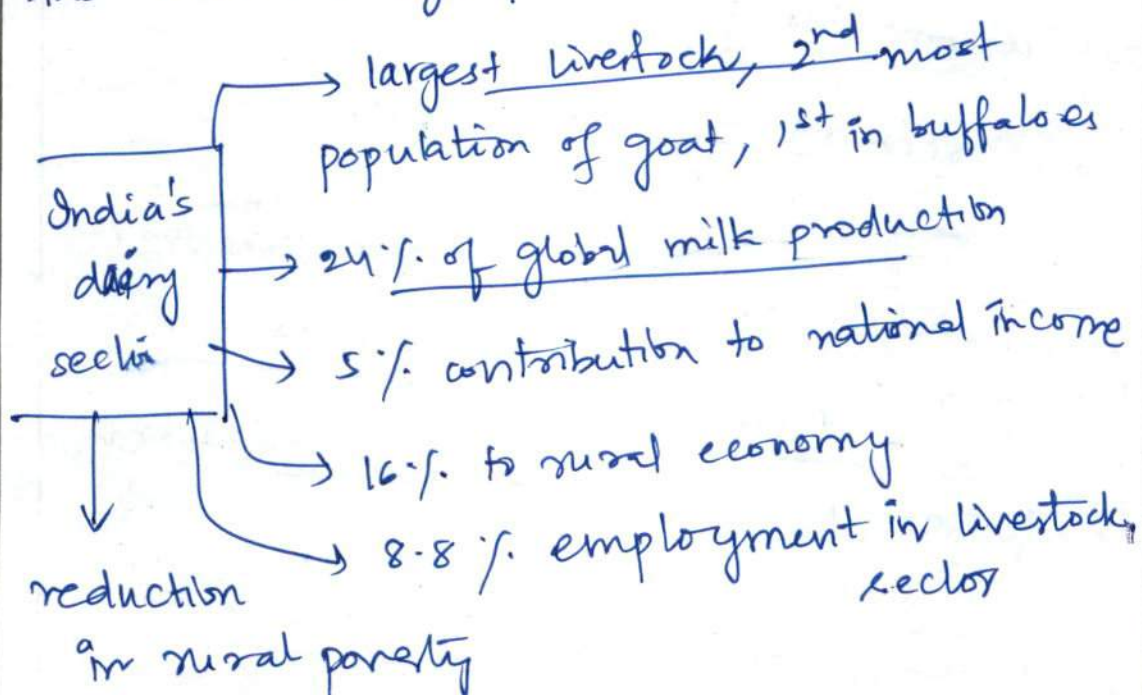 largest livestock, 2nd most
population of goat, 1st in buffaloes
India's
dairy
sector
→ 24% of global milk production
→ 5% contribution to national income
→ 16% to rural economy
→ 8.8% employment in livestock
sector
reduction
in rural poverty